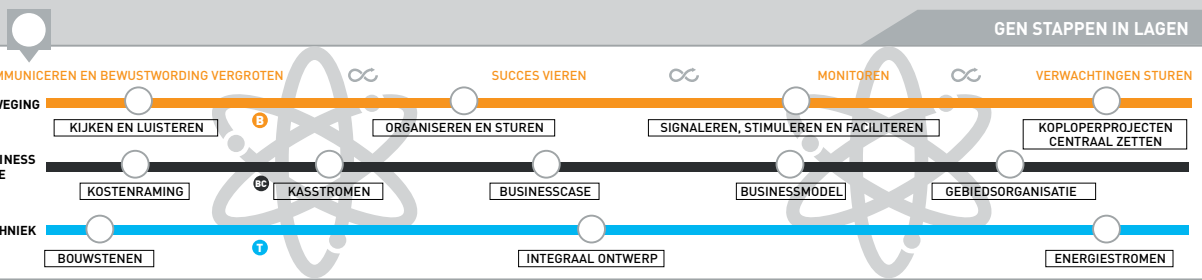 GEN STAPPEN IN LAGEN
MMUNICEREN EN BEWUSTWORDING VERGROTEN
SUCCES VIEREN
MONITOREN
VERWACHTINGEN STUREN
WEGING
B
KIJKEN EN LUISTEREN
ORGANISEREN EN STUREN
SIGNALEREN, STIMULEREN EN FACILITEREN
KOPLOPERPROJECTEN
CENTRAAL ZETTEN
INESS
E
BC
KOSTENRAMING
KASSTROMEN
BUSINESSCASE
BUSINESSMODEL
GEBIEDSORGANISATIE
HNIEK
T
BOUWSTENEN
INTEGRAAL ONTWERP
ENERGIESTROMEN